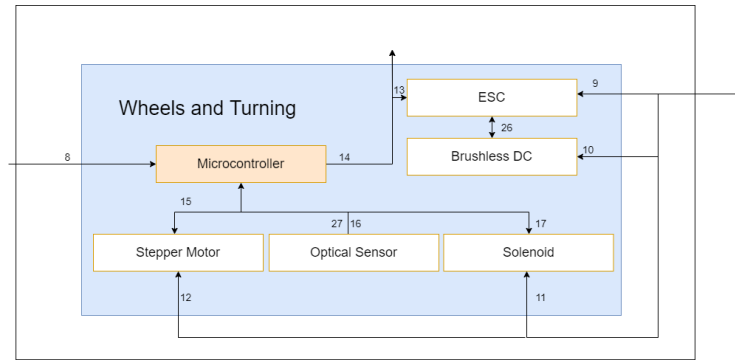 9
13
ESC
Wheels and Turning
26
Brushless DC
10
8
Microcontroller
14
15
27
16
17
Stepper Motor
Optical Sensor
Solenoid
12
11